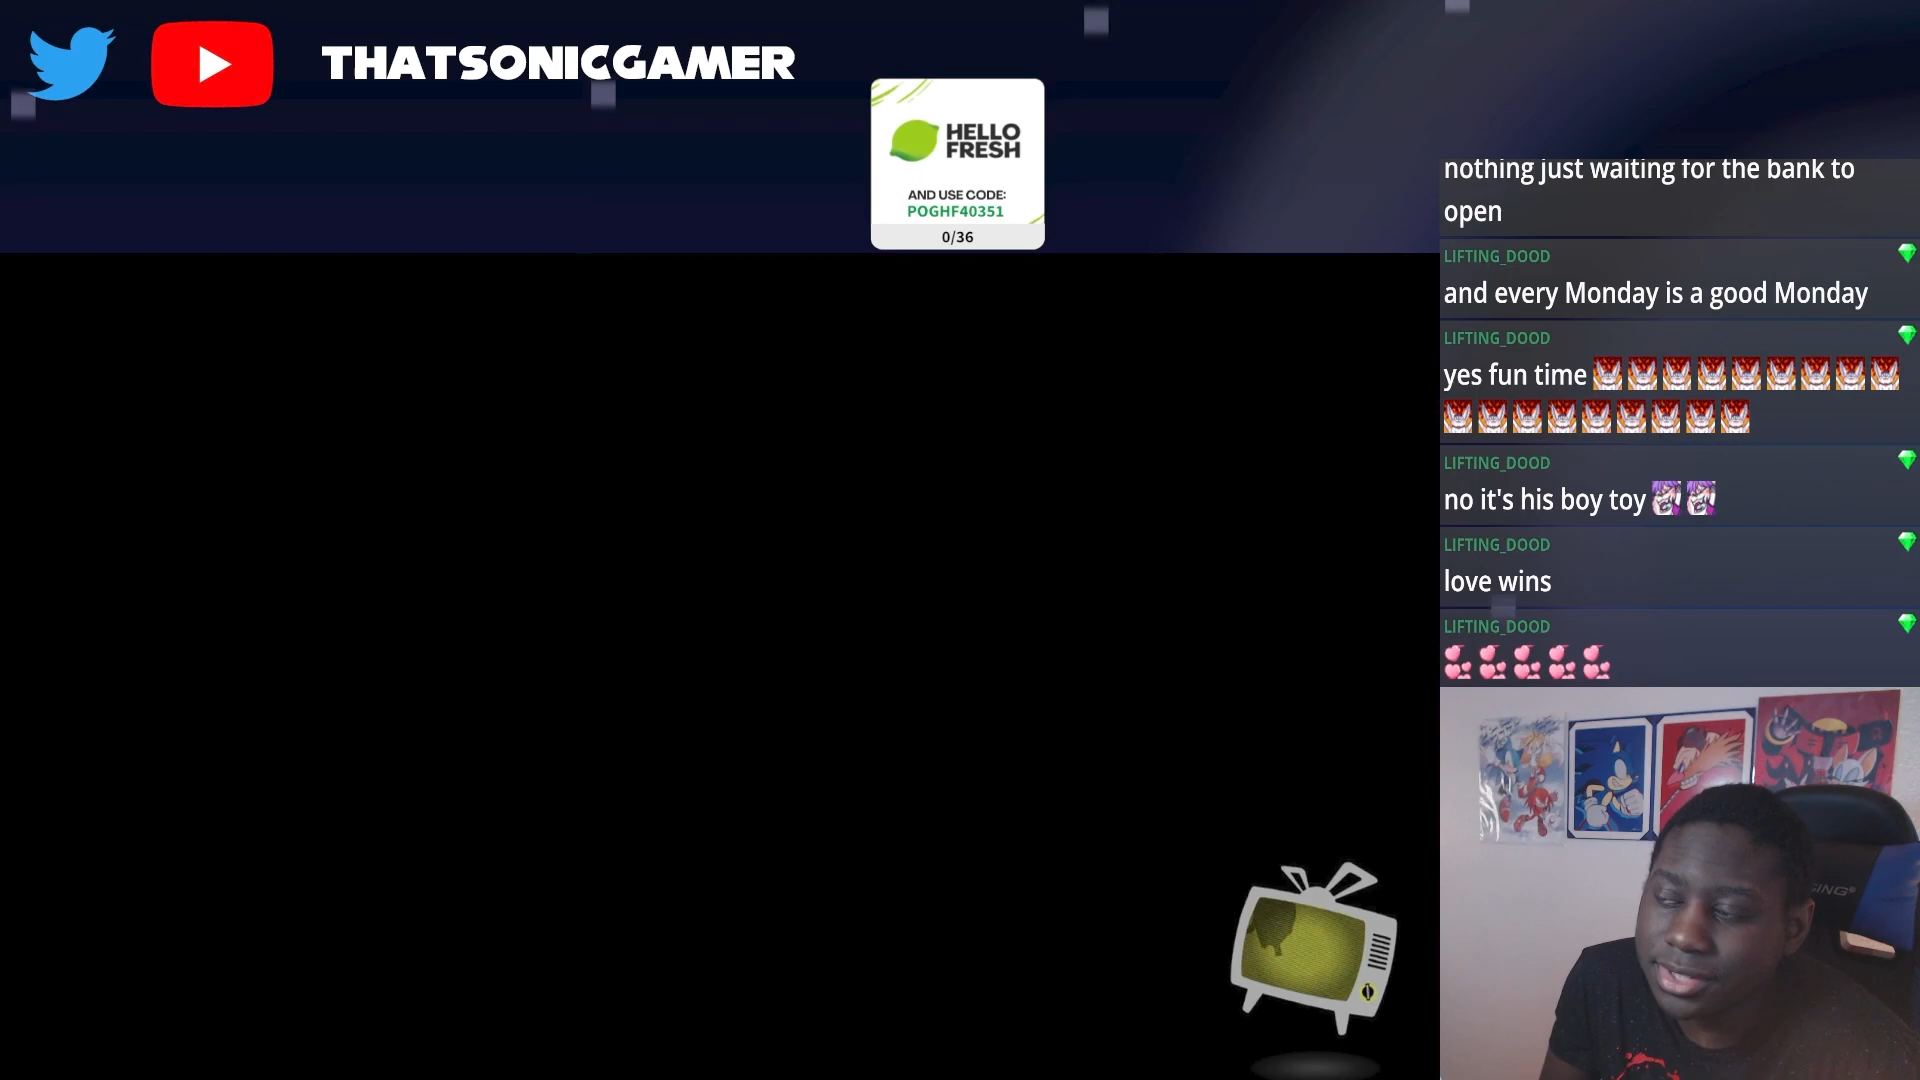 THATSONICGAMER
HELLO
FRESH
AND USE CODE:
POGHF40351
0/36
nothing just waiting for the bank to
open
LIFTING_DOOD
and every Monday is a good Monday
LIFTING_DOOD
yes fun time
LIFTING_DOOD
no it's his boy toy
LIFTING_DOOD
love wins
LIFTING_DOOD